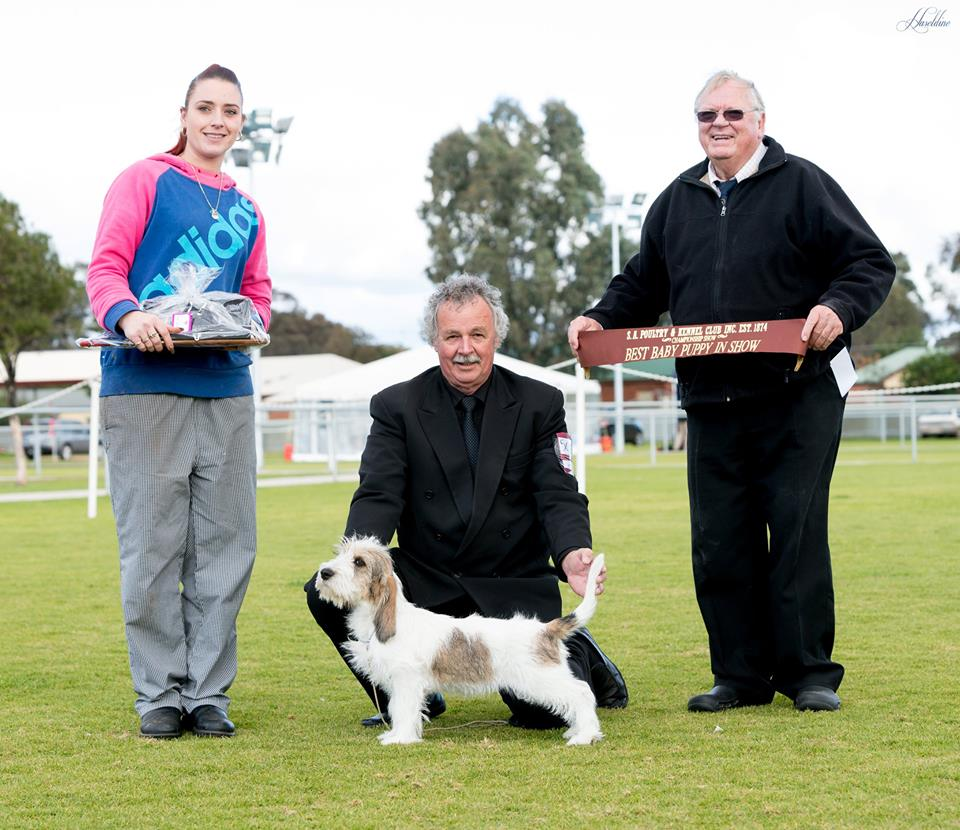 Haseldine
adidas
S.A. POULTRY & KENNEL CLUB INC. EST. 1874
CHAMPIONSHIP SHOW
BEST BABY PUPPY IN SHOW